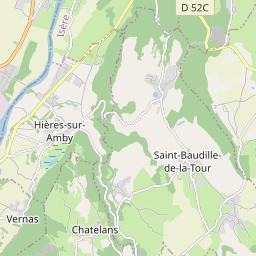 D 52C
Isère
Hières-sur-
Amby
Saint-Baudille-
de-la-Tour
Vernas
Chatelans